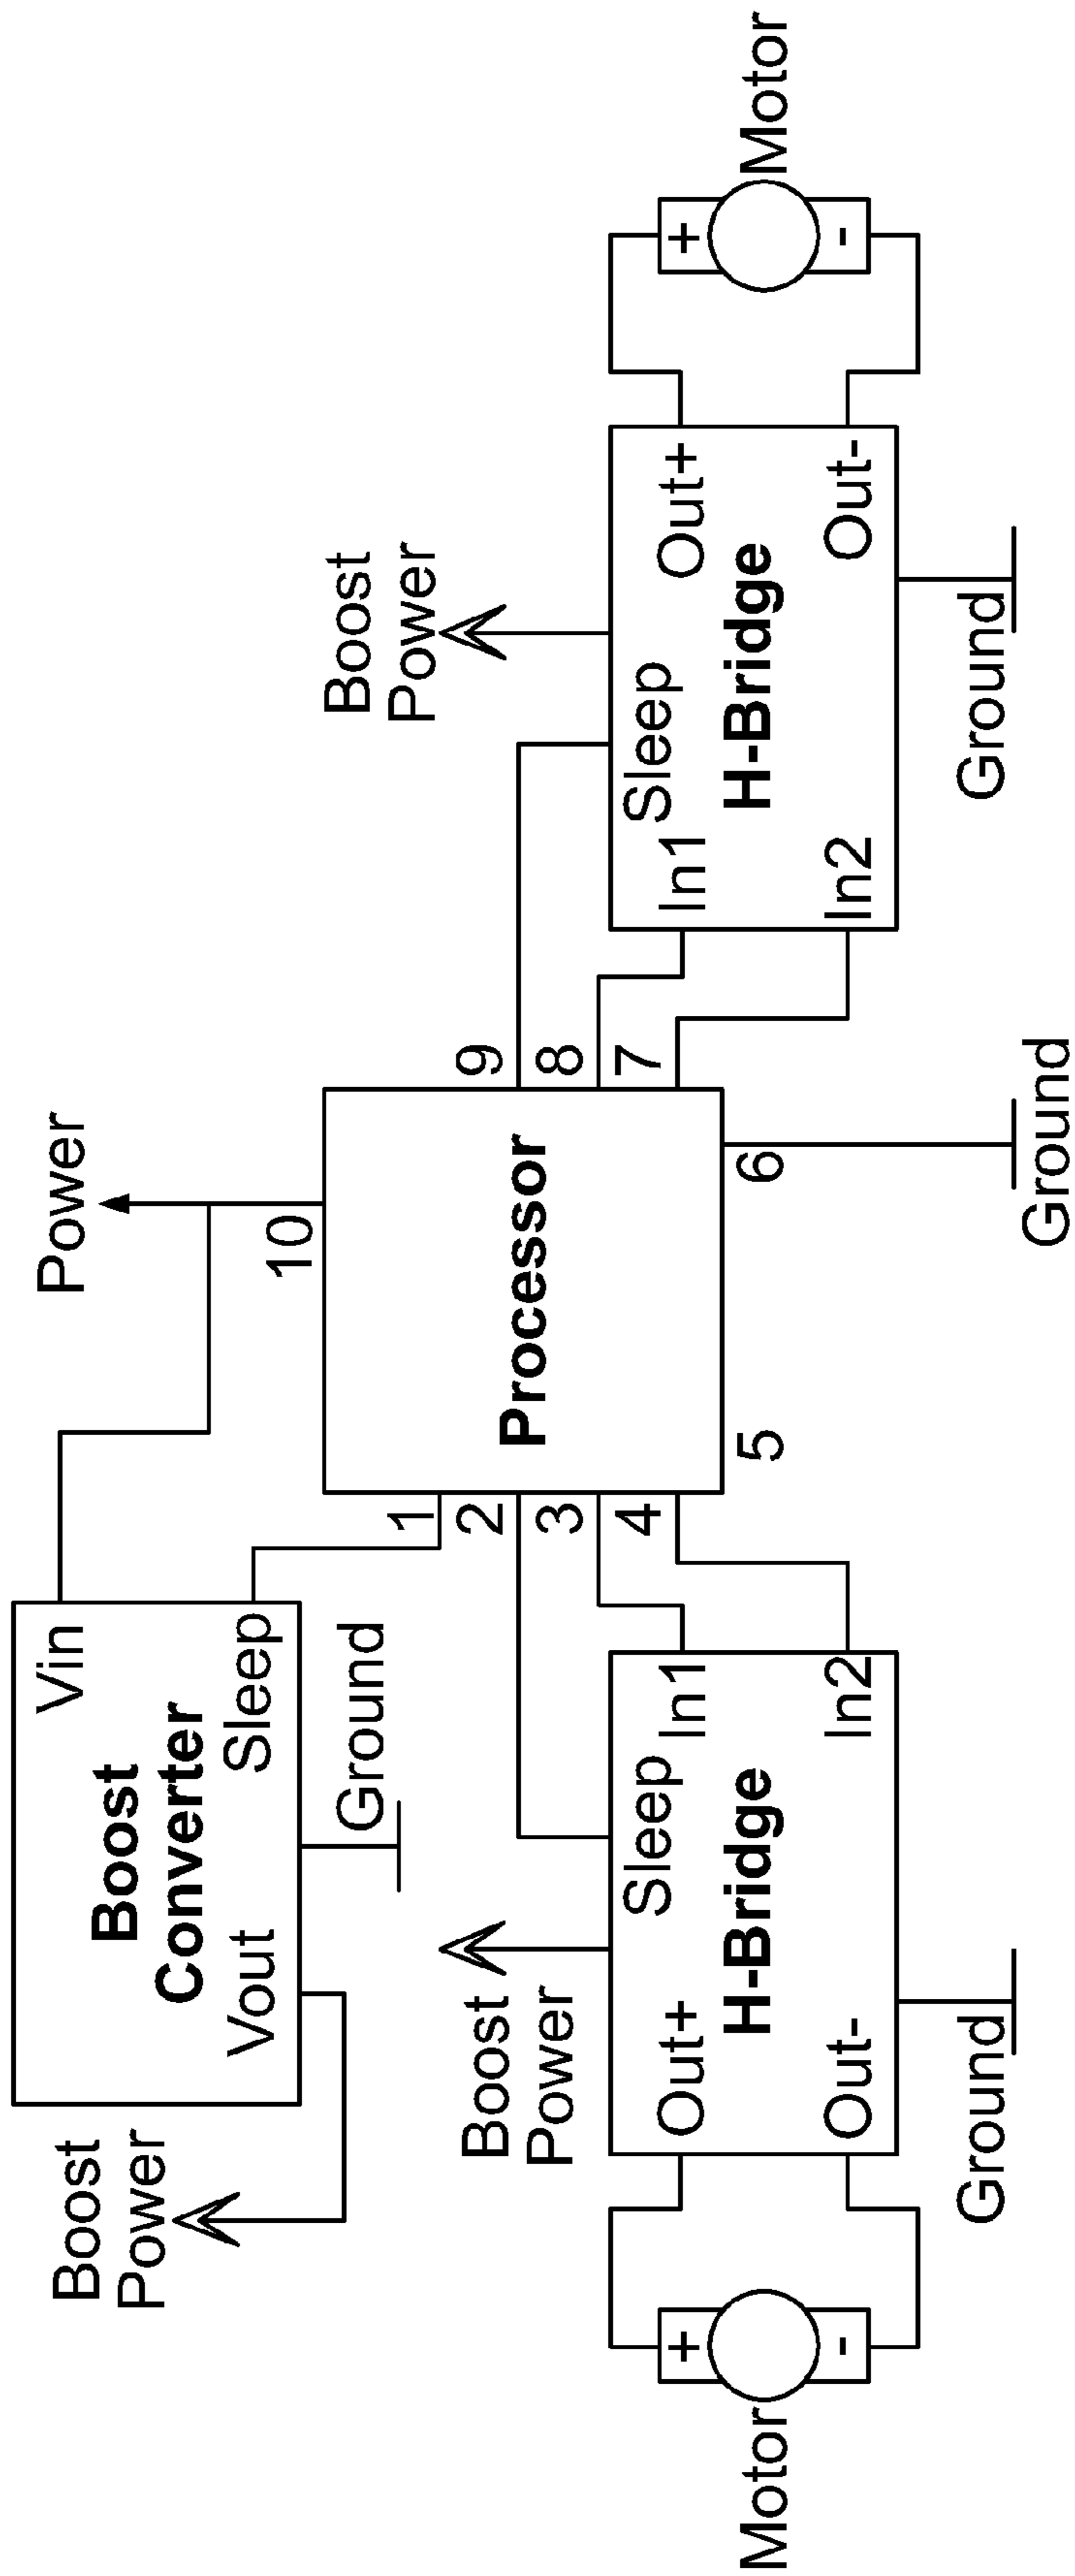 Boost
Power
Boost
Converter
Vin
Vout
Sleep
Ground
Power
10
1
2
3
4
5
6
7
8
9
Processor
Ground
Boost
Power
Sleep
Out+
In1
H-Bridge
Out-
In2
Ground
+
-
Motor
Boost
Power
Sleep
In1
Out+
H-Bridge
In2
Out-
Ground
+
-
Motor